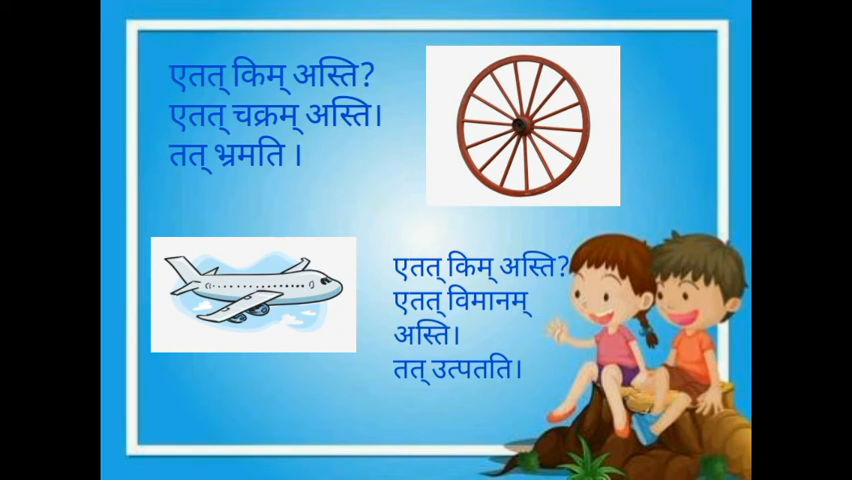 एतत् किम् अस्ति?
एतत् चक्रम् अस्ति।
तत् भ्रमति ।
एतत् किम् अस्ति?
एतत् विमानम्
अस्ति।
तत् उत्पतति।